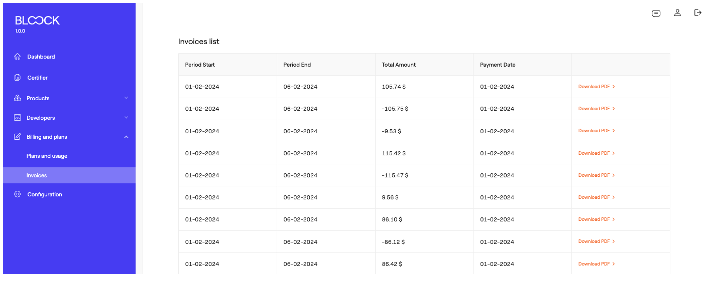 BLOOCK
1.0.0
Dashboard
Certifier
Products
Developers
Billing and plans
Plans and usage
Invoices
Configuration
Invoices list
Period Start Period End Total Amount Payment Date
01-02-2024 06-02-2024 105.74 $ 01-02-2024 Download PDF
01-02-2024 06-02-2024 -105.75 $ 01-02-2024 Download PDF
01-02-2024 06-02-2024 -9.53 $ 01-02-2024 Download PDF
01-02-2024 06-02-2024 115.42 $ 01-02-2024 Download PDF
01-02-2024 06-02-2024 -115.47 $ 01-02-2024 Download PDF
01-02-2024 06-02-2024 9.56 $ 01-02-2024 Download PDF
01-02-2024 06-02-2024 86.10 $ 01-02-2024 Download PDF
01-02-2024 06-02-2024 -86.12 $ 01-02-2024 Download PDF
01-02-2024 06-02-2024 86.42 $ 01-02-2024 Download PDF